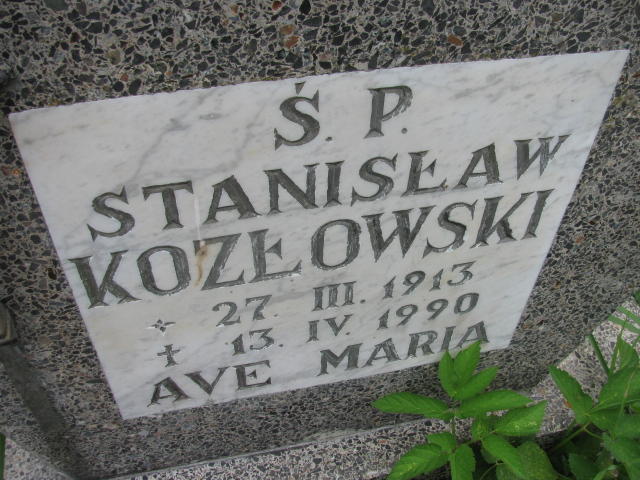 Ś. P.
STANISŁAW
KOZŁOWSKI
27. III. 1913
† 13. IV. 1990
AVE MARIA